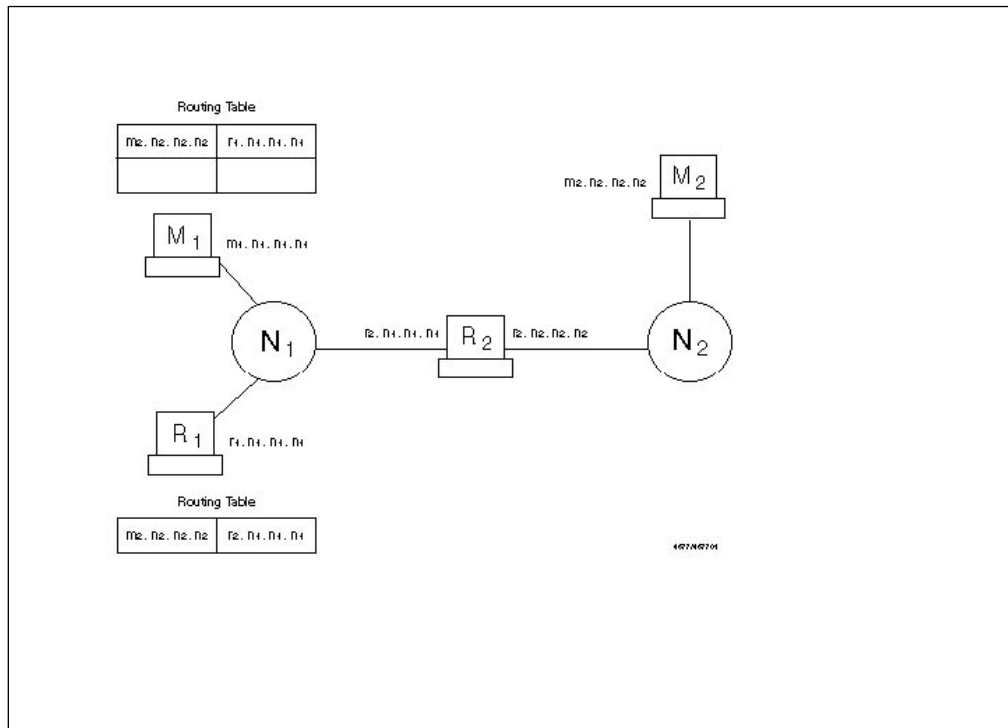 Routing Table
m₂. n₂. n₂. n₂ r₁. n₁. n₁. n₁
m₂. n₂. n₂. n₂ M₂
M₁ m₁. n₁. n₁. n₁
N₁ r₂. n₁. n₁. n₁ R₂ r₂. n₂. n₂. n₂ N₂
R₁ r₁. n₁. n₁. n₁
Routing Table
m₂. n₂. n₂. n₂ r₂. n₁. n₁. n₁